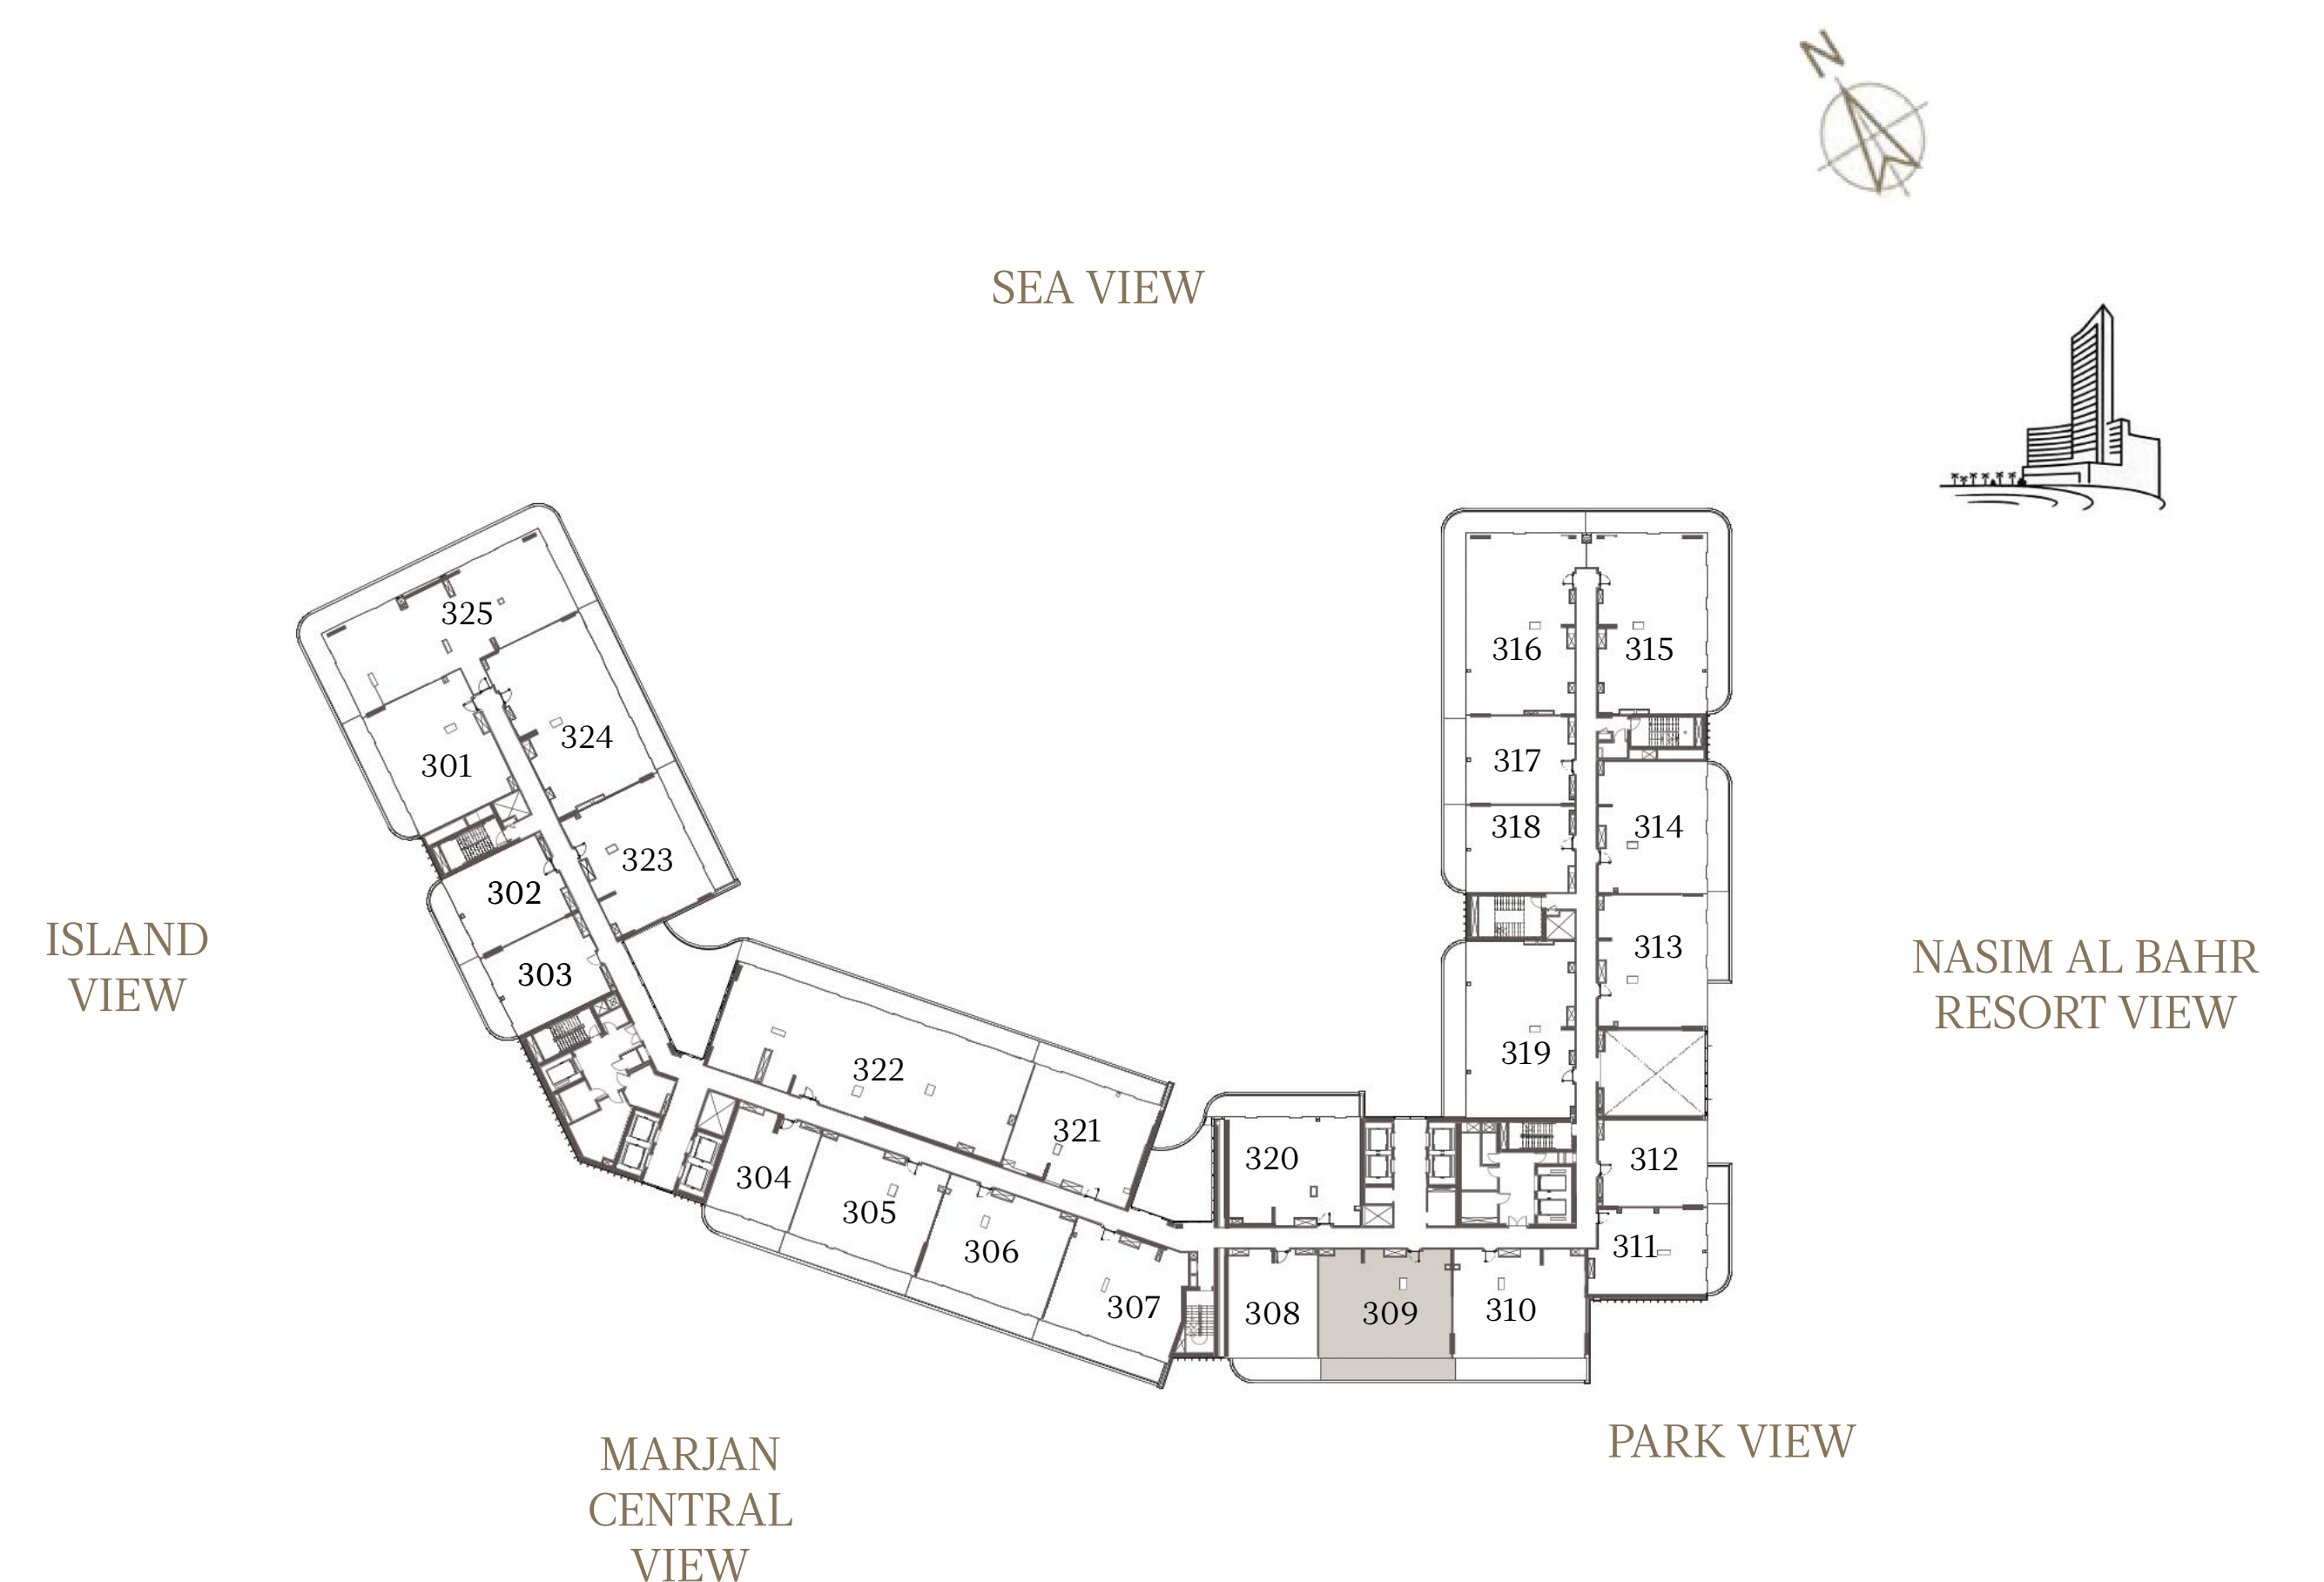 N
SEA VIEW
325
316
315
324
317
301
318
314
323
302
ISLAND
VIEW
313
NASIM AL BAHR
RESORT VIEW
303
319
322
321
320
312
304
305
306
311
307
308
309
310
PARK VIEW
MARJAN
CENTRAL
VIEW